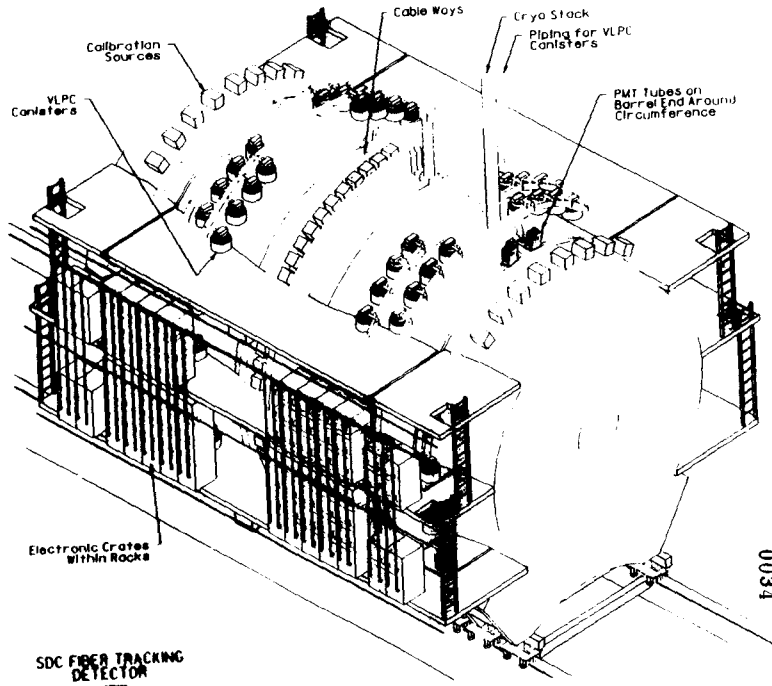 Cable Ways
Cryo Stack
Piping for VLPC
Canisters
Calibration
Sources
VLPC
Canisters
PMT Tubes on
Barrel End Around
Circumference
Electronic Crates
Within Racks
0034
SDC FIBER TRACKING
DETECTOR